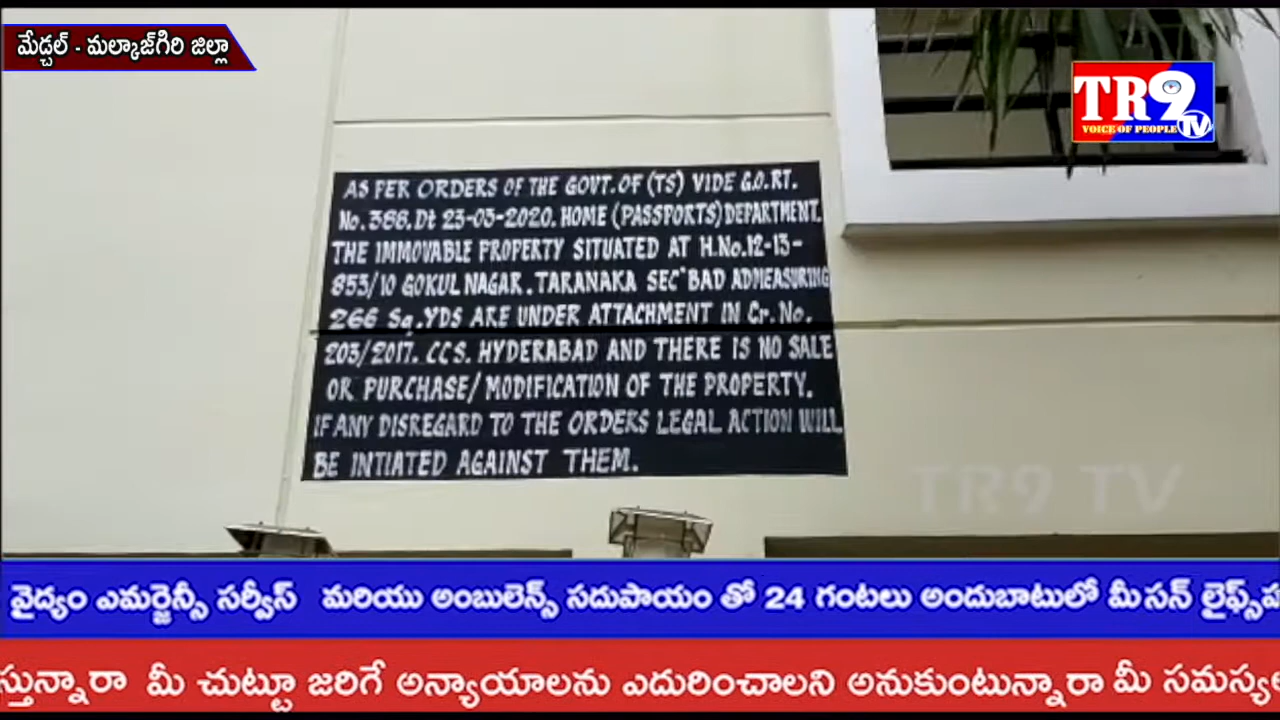 మేడ్చల్ - మల్కాజ్‌గిరి జిల్లా
TR9
VOICE OF PEOPLE TV
AS PER ORDERS OF THE GOVT. OF (TS) VIDE G.O.RT.
No. 366. Dt 23-03-2020. HOME (PASSPORTS) DEPARTMENT.
THE IMMOVABLE PROPERTY SITUATED AT H.No.12-13-
853/10 GOKUL NAGAR. TARANAKA SEC'BAD ADMEASURING
266 Sq.YDS ARE UNDER ATTACHMENT IN Cr. No.
203/2017. CCS. HYDERABAD AND THERE IS NO SALE
OR PURCHASE/ MODIFICATION OF THE PROPERTY.
IF ANY DISREGARD TO THE ORDERS LEGAL ACTION WILL
BE INTIATED AGAINST THEM.
TR9 TV
వైద్యం ఎమర్జెన్సీ సర్వీస్ మరియు అంబులెన్స్ సదుపాయం తో 24 గంటలు అందుబాటులో మీ సన్ లైఫ్స్
స్తున్నారా మీ చుట్టూ జరిగే అన్యాయాలను ఎదురించాలని అనుకుంటున్నారా మీ సమస్యల